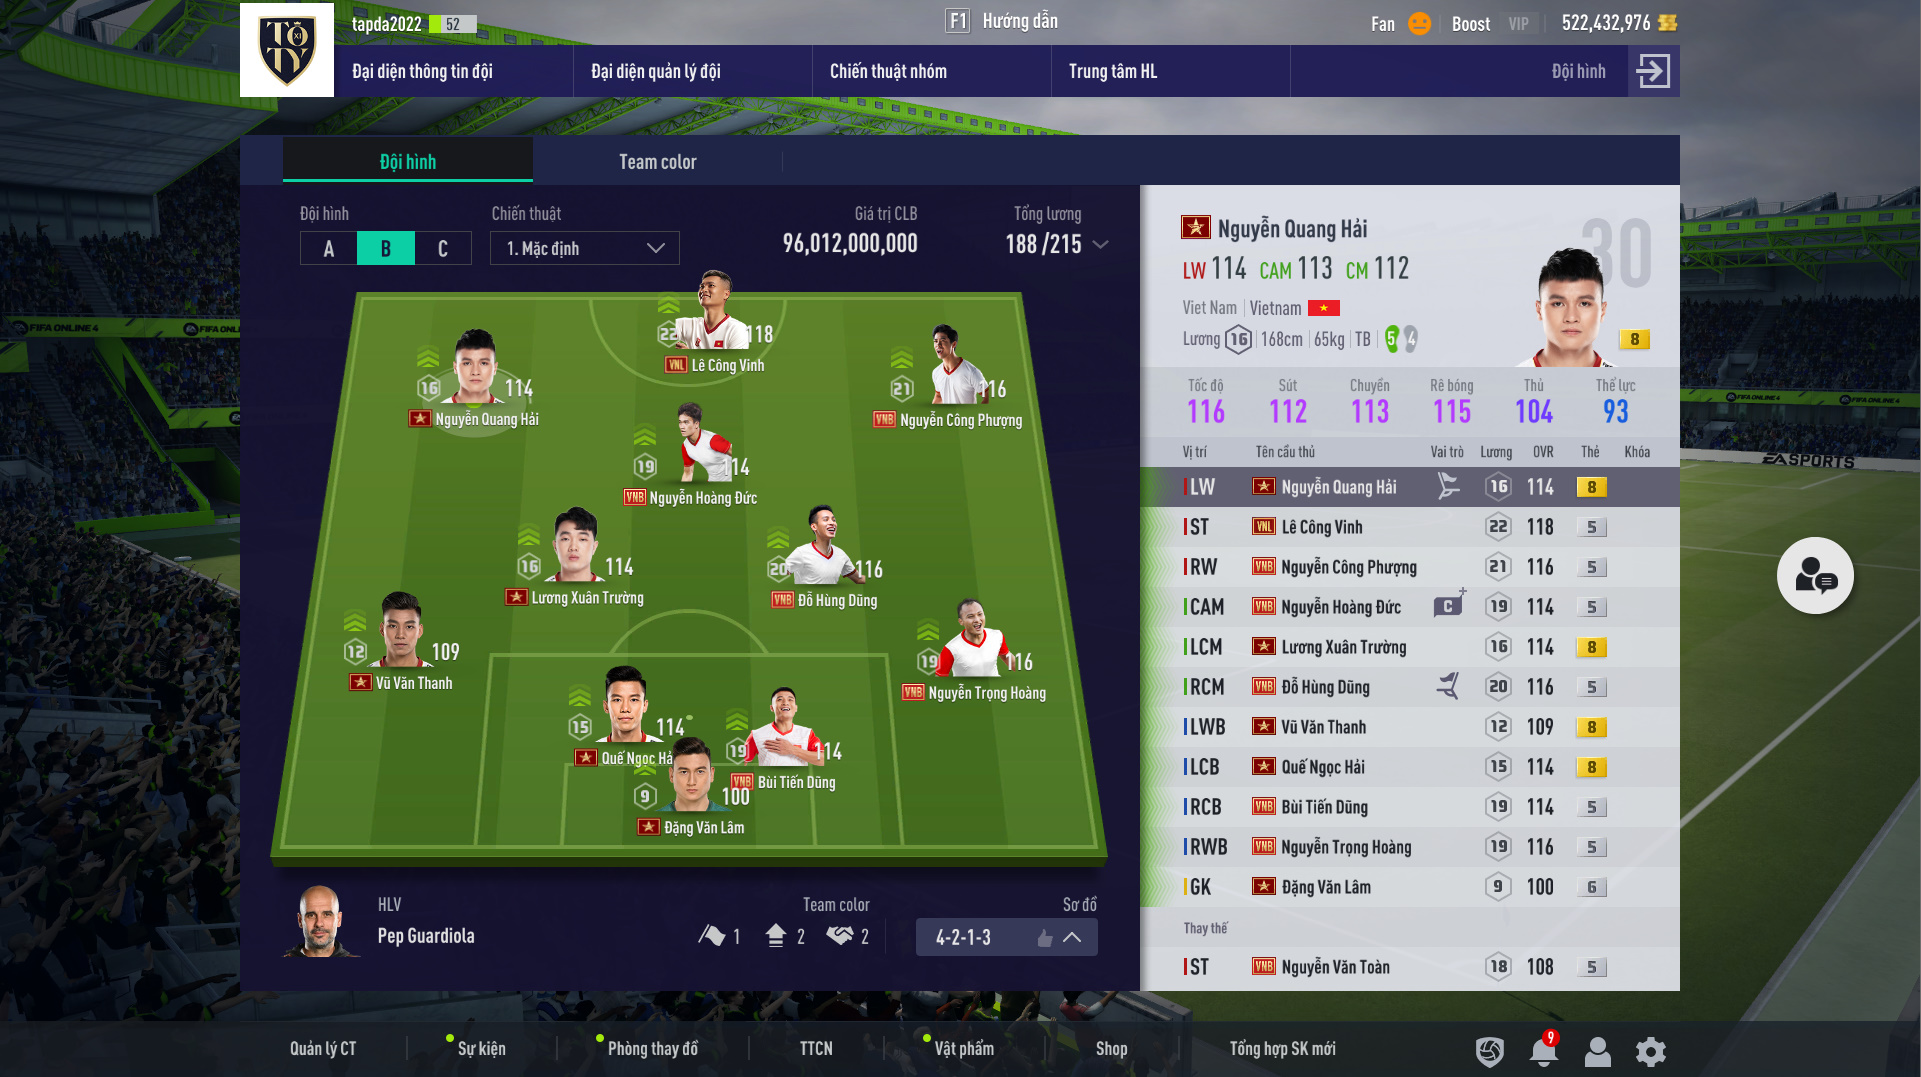 TOTY
XI
tapda2022 52
F1 Hướng dẫn
Fan Boost VIP 522,432,976
Đại diện thông tin đội
Đại diện quản lý đội
Chiến thuật nhóm
Trung tâm HL
Đội hình
Đội hình
Team color
Đội hình
A B C
Chiến thuật
1. Mặc định
Giá trị CLB
96,012,000,000
Tổng lương
188 /215
22 118
VNL Lê Công Vinh
16 114
Nguyễn Quang Hải
21 116
VNB Nguyễn Công Phượng
19 114
VNB Nguyễn Hoàng Đức
16 114
Lương Xuân Trường
20 116
VNB Đỗ Hùng Dũng
12 109
Vũ Văn Thanh
19 116
VNB Nguyễn Trọng Hoàng
15 114
Quế Ngọc Hả
19 114
VNB Bùi Tiến Dũng
9 100
Đặng Văn Lâm
HLV
Pep Guardiola
Team color
1 2 2
Sơ đồ
4-2-1-3
30
Nguyễn Quang Hải
LW 114 CAM 113 CM 112
Viet Nam Vietnam
Lương 16 168cm 65kg TB 5 4
8
Tốc độ Sút Chuyền Rê bóng Thủ Thể lực
116 112 113 115 104 93
Vị trí Tên cầu thủ Vai trò Lương OVR Thẻ Khóa
LW Nguyễn Quang Hải 16 114 8
ST VNL Lê Công Vinh 22 118 5
RW VNB Nguyễn Công Phượng 21 116 5
CAM VNB Nguyễn Hoàng Đức C 19 114 5
LCM Lương Xuân Trường 16 114 8
RCM VNB Đỗ Hùng Dũng 20 116 5
LWB Vũ Văn Thanh 12 109 8
LCB Quế Ngọc Hải 15 114 8
RCB VNB Bùi Tiến Dũng 19 114 5
RWB VNB Nguyễn Trọng Hoàng 19 116 5
GK Đặng Văn Lâm 9 100 6
Thay thế
ST VNB Nguyễn Văn Toàn 18 108 5
FIFA ONLINE 4
FIFA ONLINE 4
EA SPORTS
Quản lý CT
Sự kiện
Phòng thay đồ
TTCN
Vật phẩm
Shop
Tổng hợp SK mới
9